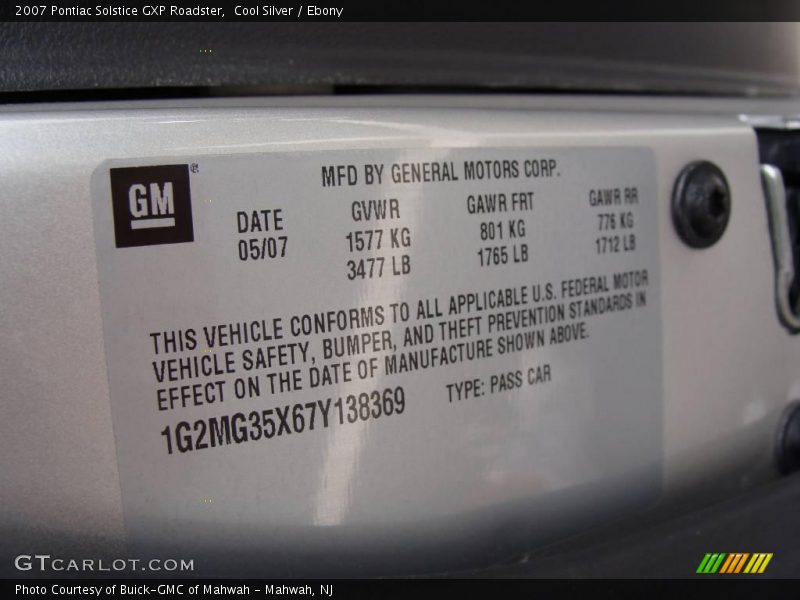 2007 Pontiac Solstice GXP Roadster,  Cool Silver / Ebony
GM®
MFD BY GENERAL MOTORS CORP.
DATE GVWR GAWR FRT GAWR RR
05/07 1577 KG 801 KG 776 KG
3477 LB 1765 LB 1712 LB
THIS VEHICLE CONFORMS TO ALL APPLICABLE U.S. FEDERAL MOTOR
VEHICLE SAFETY, BUMPER, AND THEFT PREVENTION STANDARDS IN
EFFECT ON THE DATE OF MANUFACTURE SHOWN ABOVE.
1G2MG35X67Y138369 TYPE: PASS CAR
GTCARLOT.COM
Photo Courtesy of Buick-GMC of Mahwah - Mahwah, NJ